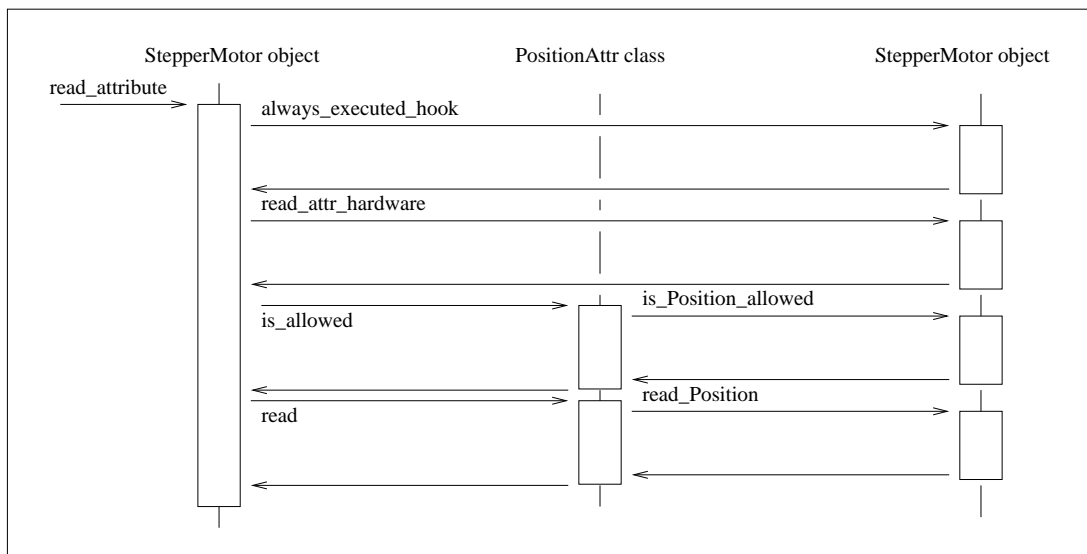 StepperMotor object
PositionAttr class
StepperMotor object
read_attribute
always_executed_hook
read_attr_hardware
is_allowed
is_Position_allowed
read
read_Position